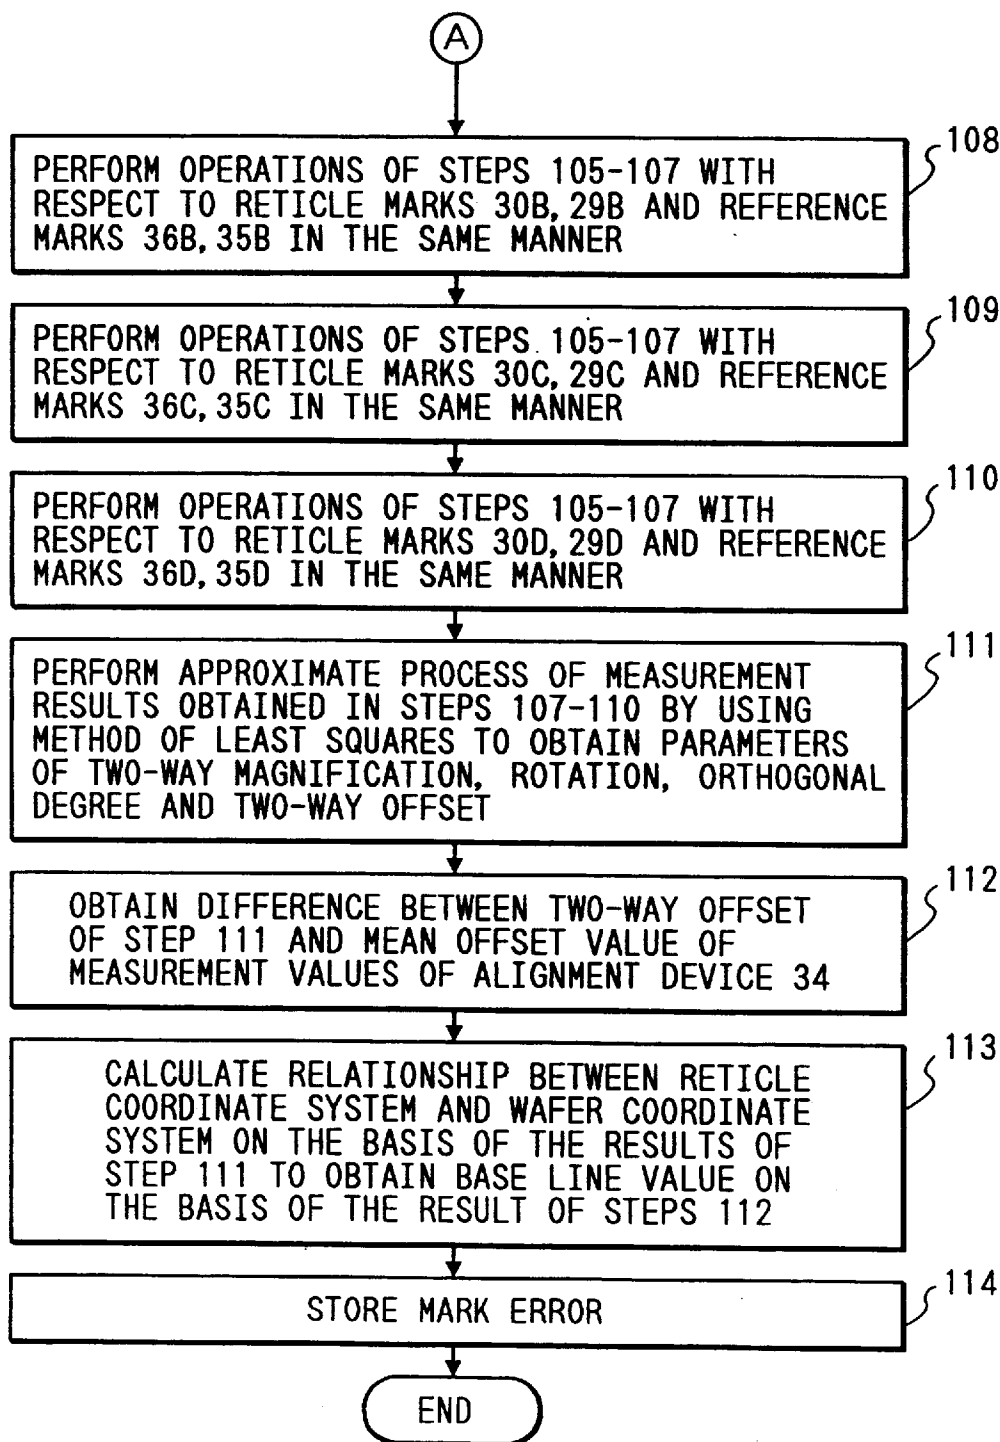 A
108
PERFORM OPERATIONS OF STEPS 105-107 WITH
RESPECT TO RETICLE MARKS 30B, 29B AND REFERENCE
MARKS 36B, 35B IN THE SAME MANNER
109
PERFORM OPERATIONS OF STEPS 105-107 WITH
RESPECT TO RETICLE MARKS 30C, 29C AND REFERENCE
MARKS 36C, 35C IN THE SAME MANNER
110
PERFORM OPERATIONS OF STEPS 105-107 WITH
RESPECT TO RETICLE MARKS 30D, 29D AND REFERENCE
MARKS 36D, 35D IN THE SAME MANNER
111
PERFORM APPROXIMATE PROCESS OF MEASUREMENT
RESULTS OBTAINED IN STEPS 107-110 BY USING
METHOD OF LEAST SQUARES TO OBTAIN PARAMETERS
OF TWO-WAY MAGNIFICATION, ROTATION, ORTHOGONAL
DEGREE AND TWO-WAY OFFSET
112
OBTAIN DIFFERENCE BETWEEN TWO-WAY OFFSET
OF STEP 111 AND MEAN OFFSET VALUE OF
MEASUREMENT VALUES OF ALIGNMENT DEVICE 34
113
CALCULATE RELATIONSHIP BETWEEN RETICLE
COORDINATE SYSTEM AND WAFER COORDINATE
SYSTEM ON THE BASIS OF THE RESULTS OF
STEP 111 TO OBTAIN BASE LINE VALUE ON
THE BASIS OF THE RESULT OF STEPS 112
114
STORE MARK ERROR
END